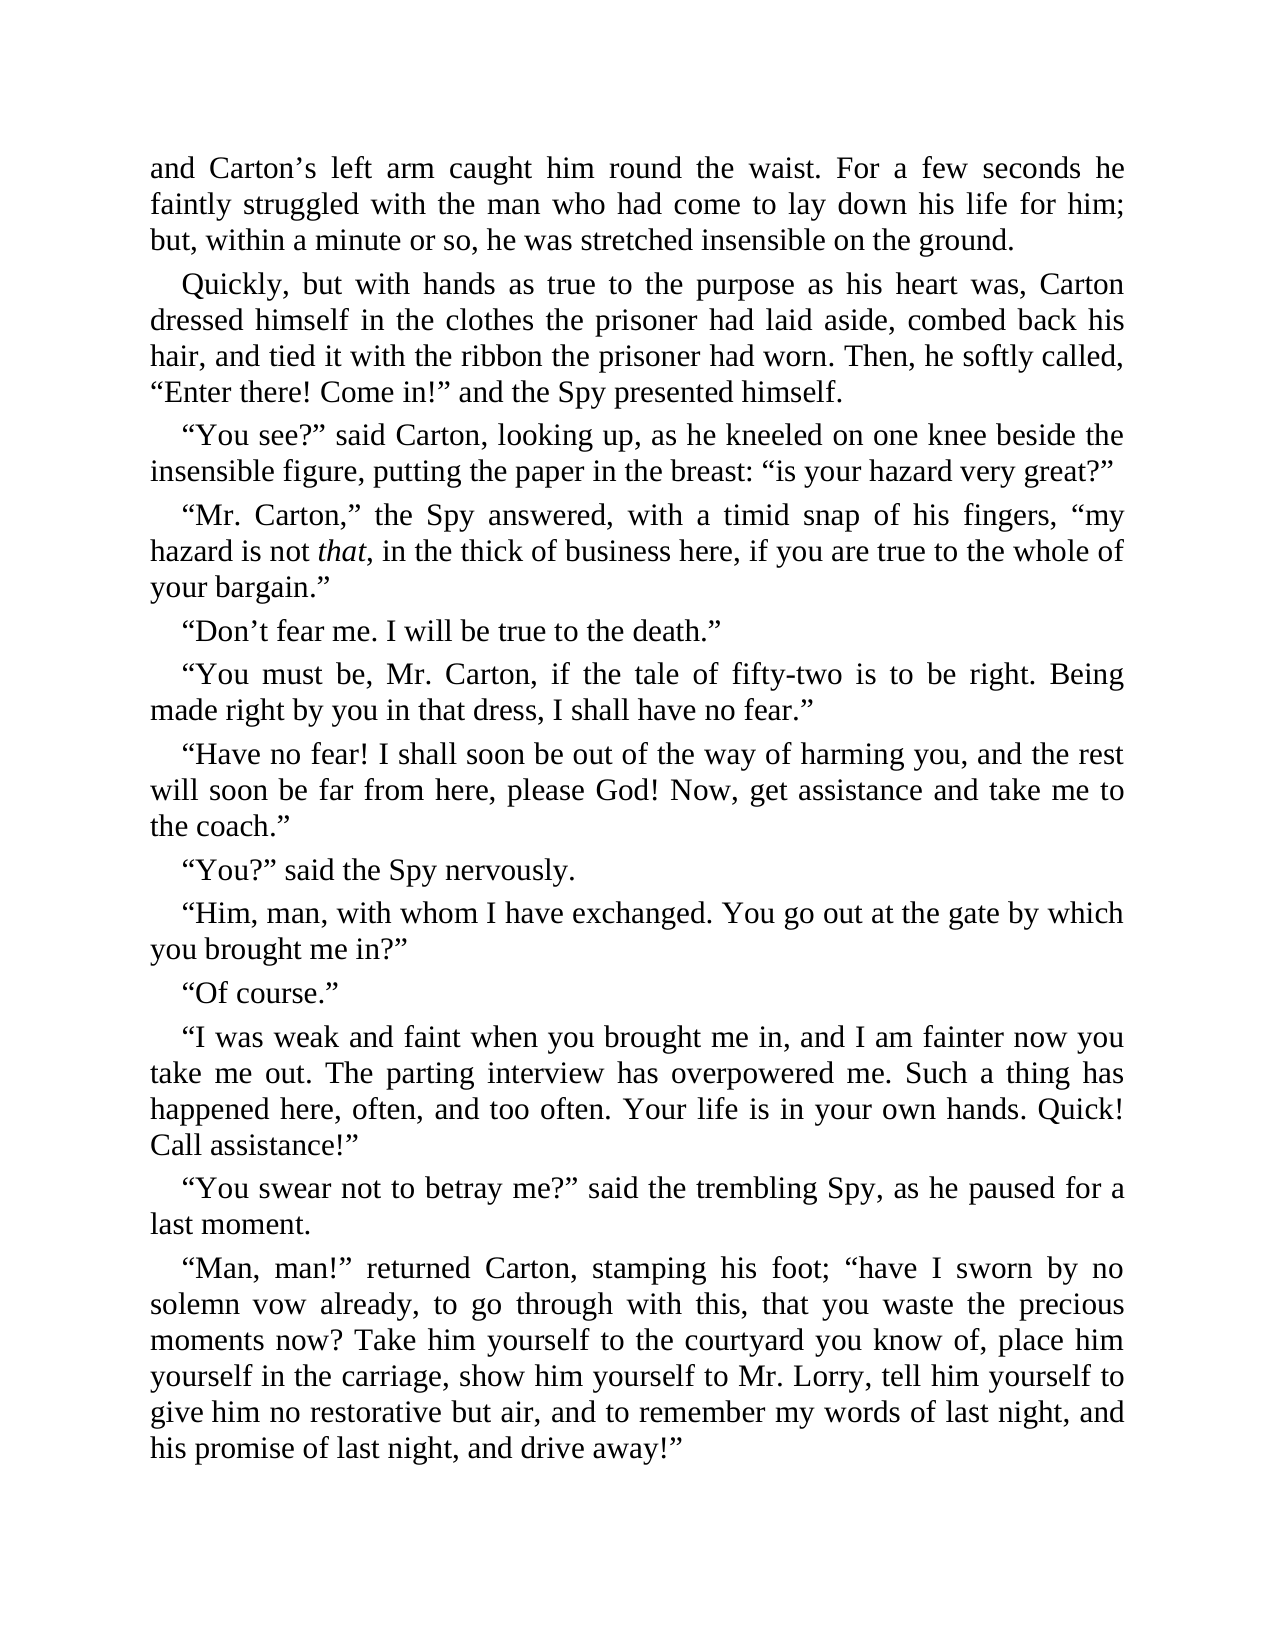 and Carton’s left arm caught him round the waist. For a few seconds he
faintly struggled with the man who had come to lay down his life for him;
but, within a minute or so, he was stretched insensible on the ground.
Quickly, but with hands as true to the purpose as his heart was, Carton
dressed himself in the clothes the prisoner had laid aside, combed back his
hair, and tied it with the ribbon the prisoner had worn. Then, he softly called,
“Enter there! Come in!” and the Spy presented himself.
“You see?” said Carton, looking up, as he kneeled on one knee beside the
insensible figure, putting the paper in the breast: “is your hazard very great?”
“Mr. Carton,” the Spy answered, with a timid snap of his fingers, “my
hazard is not that, in the thick of business here, if you are true to the whole of
your bargain.”
“Don’t fear me. I will be true to the death.”
“You must be, Mr. Carton, if the tale of fifty-two is to be right. Being
made right by you in that dress, I shall have no fear.”
“Have no fear! I shall soon be out of the way of harming you, and the rest
will soon be far from here, please God! Now, get assistance and take me to
the coach.”
“You?” said the Spy nervously.
“Him, man, with whom I have exchanged. You go out at the gate by which
you brought me in?”
“Of course.”
“I was weak and faint when you brought me in, and I am fainter now you
take me out. The parting interview has overpowered me. Such a thing has
happened here, often, and too often. Your life is in your own hands. Quick!
Call assistance!”
“You swear not to betray me?” said the trembling Spy, as he paused for a
last moment.
“Man, man!” returned Carton, stamping his foot; “have I sworn by no
solemn vow already, to go through with this, that you waste the precious
moments now? Take him yourself to the courtyard you know of, place him
yourself in the carriage, show him yourself to Mr. Lorry, tell him yourself to
give him no restorative but air, and to remember my words of last night, and
his promise of last night, and drive away!”